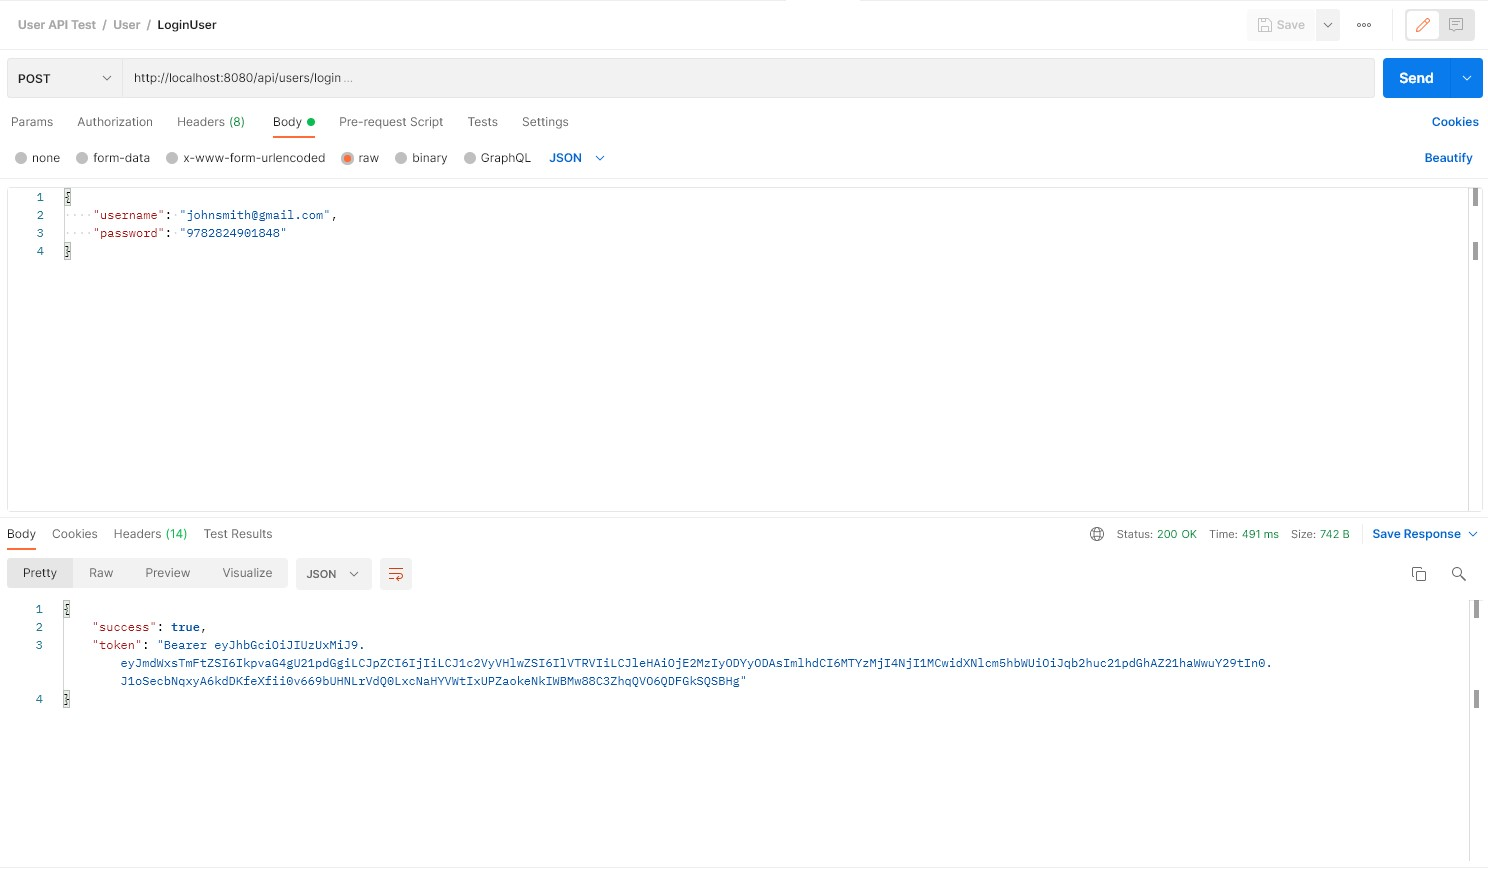 User API Test / User / LoginUser
Save
POST
http://localhost:8080/api/users/login ...
Send
Params Authorization Headers (8) Body Pre-request Script Tests Settings Cookies
none form-data x-www-form-urlencoded raw binary GraphQL JSON Beautify
1 {
2 "username": "johnsmith@gmail.com",
3 "password": "9782824901848"
4 }
Body Cookies Headers (14) Test Results Status: 200 OK Time: 491 ms Size: 742 B Save Response
Pretty Raw Preview Visualize JSON
1 {
2 "success": true,
3 "token": "Bearer eyJhbGciOiJIUzUxMiJ9.
eyJmdWxsTmFtZSI6IkpvaG4gU21pdGgiLCJpZCI6IjIiLCJ1c2VyVHlwZSI6IlVTRVIiLCJleHAiOjE2MzIyODYyODAsImlhdCI6MTYzMjI4NjI1MCwidXNlcm5hbWUiOiJqb2huc21pdGhAZ21haWwuY29tIn0.
J1oSecbNqxyA6kdDKfeXfii0v669bUHNLrVdQ0LxcNaHYVWtIxUPZaokeNkIWBMw88C3ZhqQVO6QDFGkSQSBHg"
4 }